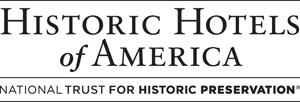 HISTORIC HOTELS
of AMERICA
NATIONAL TRUST FOR HISTORIC PRESERVATION®